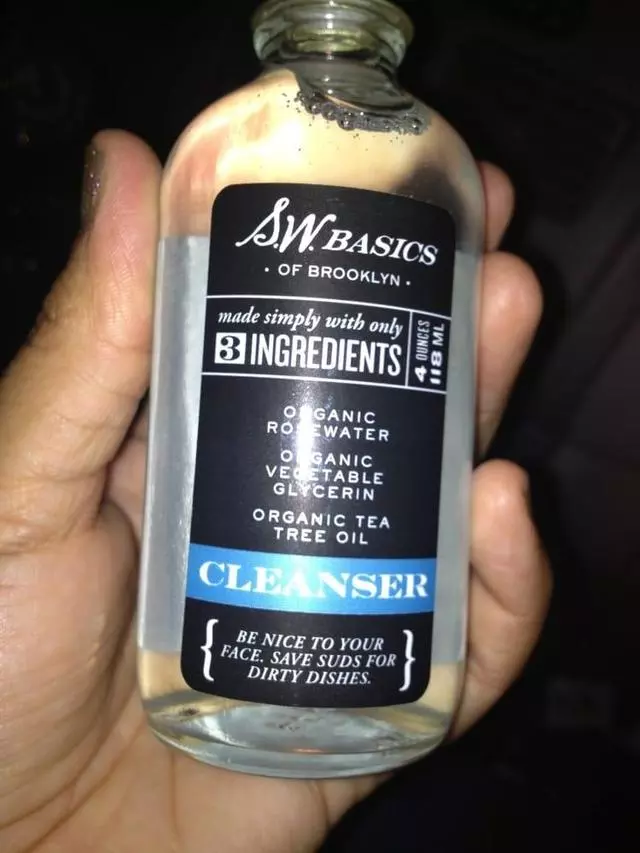 S.W. BASICS
• OF BROOKLYN •
made simply with only
3 INGREDIENTS
4 OUNCES
118 ML
ORGANIC
ROSEWATER
ORGANIC
VEGETABLE
GLYCERIN
ORGANIC TEA
TREE OIL
CLEANSER
{ BE NICE TO YOUR
FACE. SAVE SUDS FOR
DIRTY DISHES. }